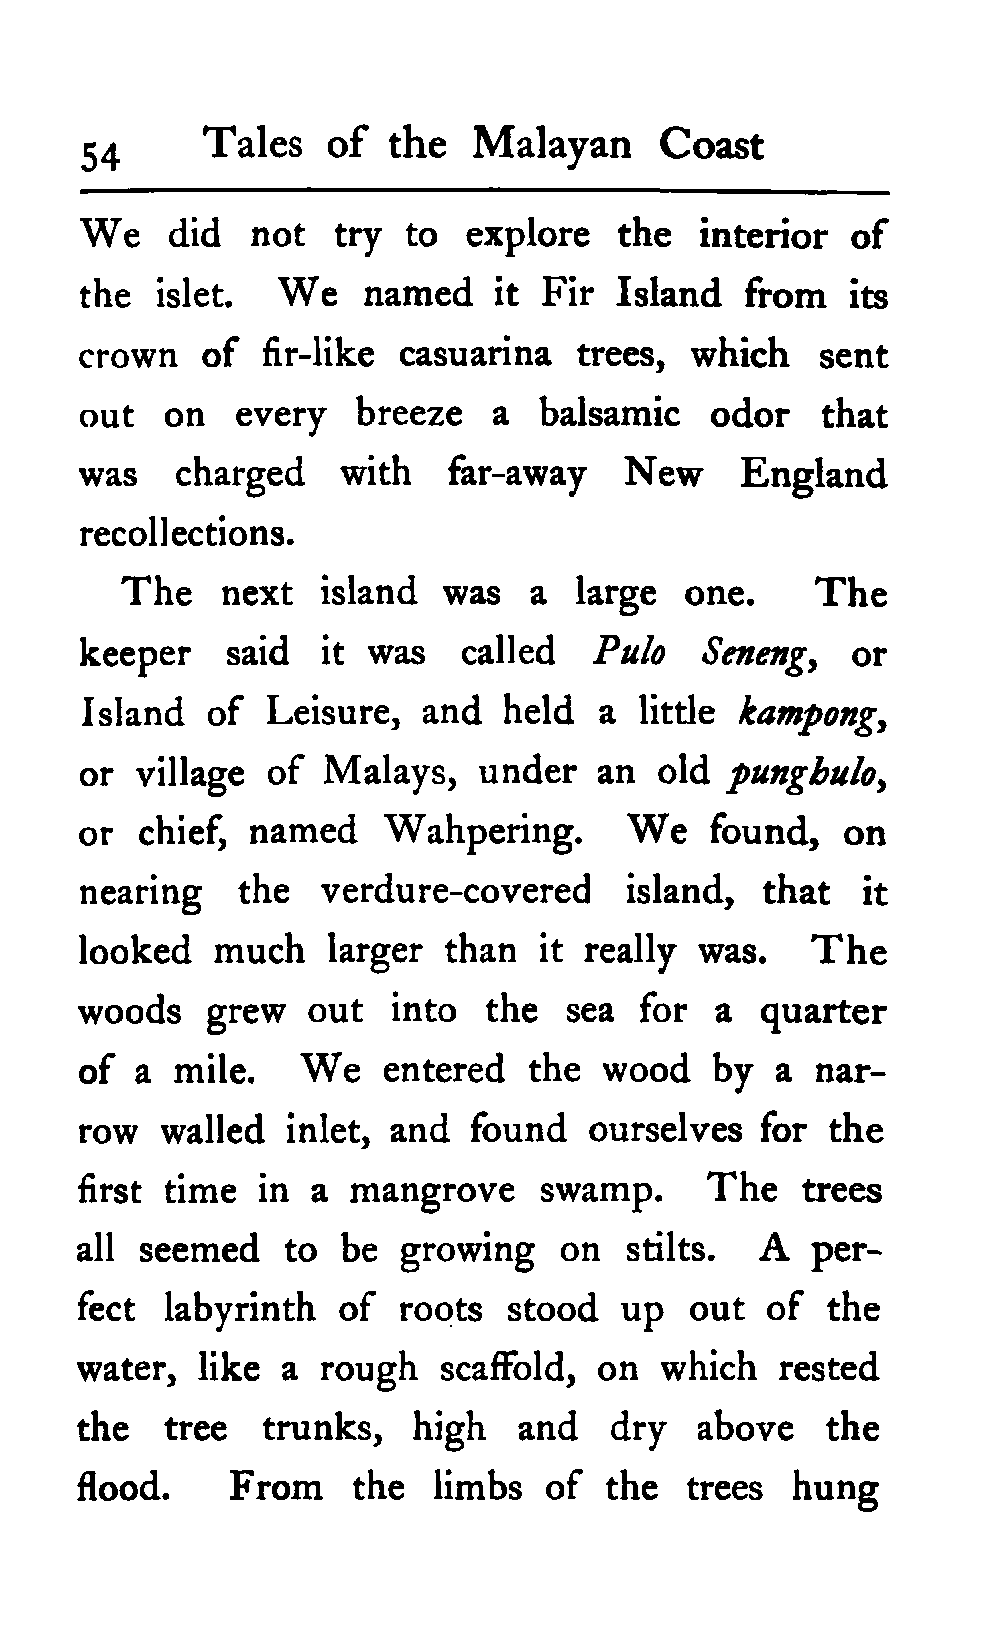 54 Tales of the Malayan Coast
We did not try to explore the interior of
the islet. We named it Fir Island from its
crown of fir-like casuarina trees, which sent
out on every breeze a balsamic odor that
was charged with far-away New England
recollections.
The next island was a large one. The
keeper said it was called Pulo Seneng, or
Island of Leisure, and held a little kampong,
or village of Malays, under an old punghulo,
or chief, named Wahpering. We found, on
nearing the verdure-covered island, that it
looked much larger than it really was. The
woods grew out into the sea for a quarter
of a mile. We entered the wood by a nar-
row walled inlet, and found ourselves for the
first time in a mangrove swamp. The trees
all seemed to be growing on stilts. A per-
fect labyrinth of roots stood up out of the
water, like a rough scaffold, on which rested
the tree trunks, high and dry above the
flood. From the limbs of the trees hung